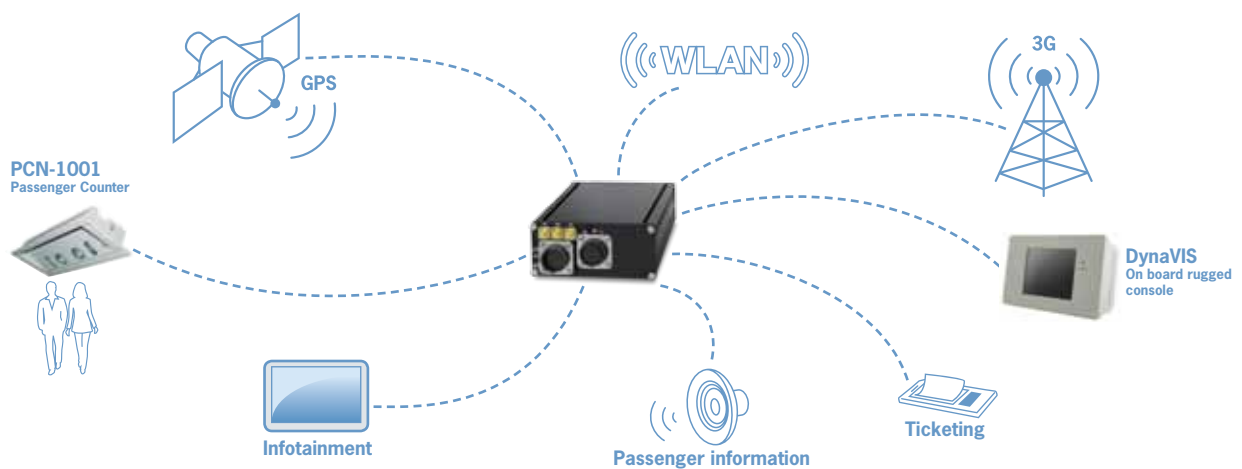 GPS
WLAN
3G
PCN-1001
Passenger Counter
DynaVIS
On board rugged
console
Infotainment
Passenger information
Ticketing